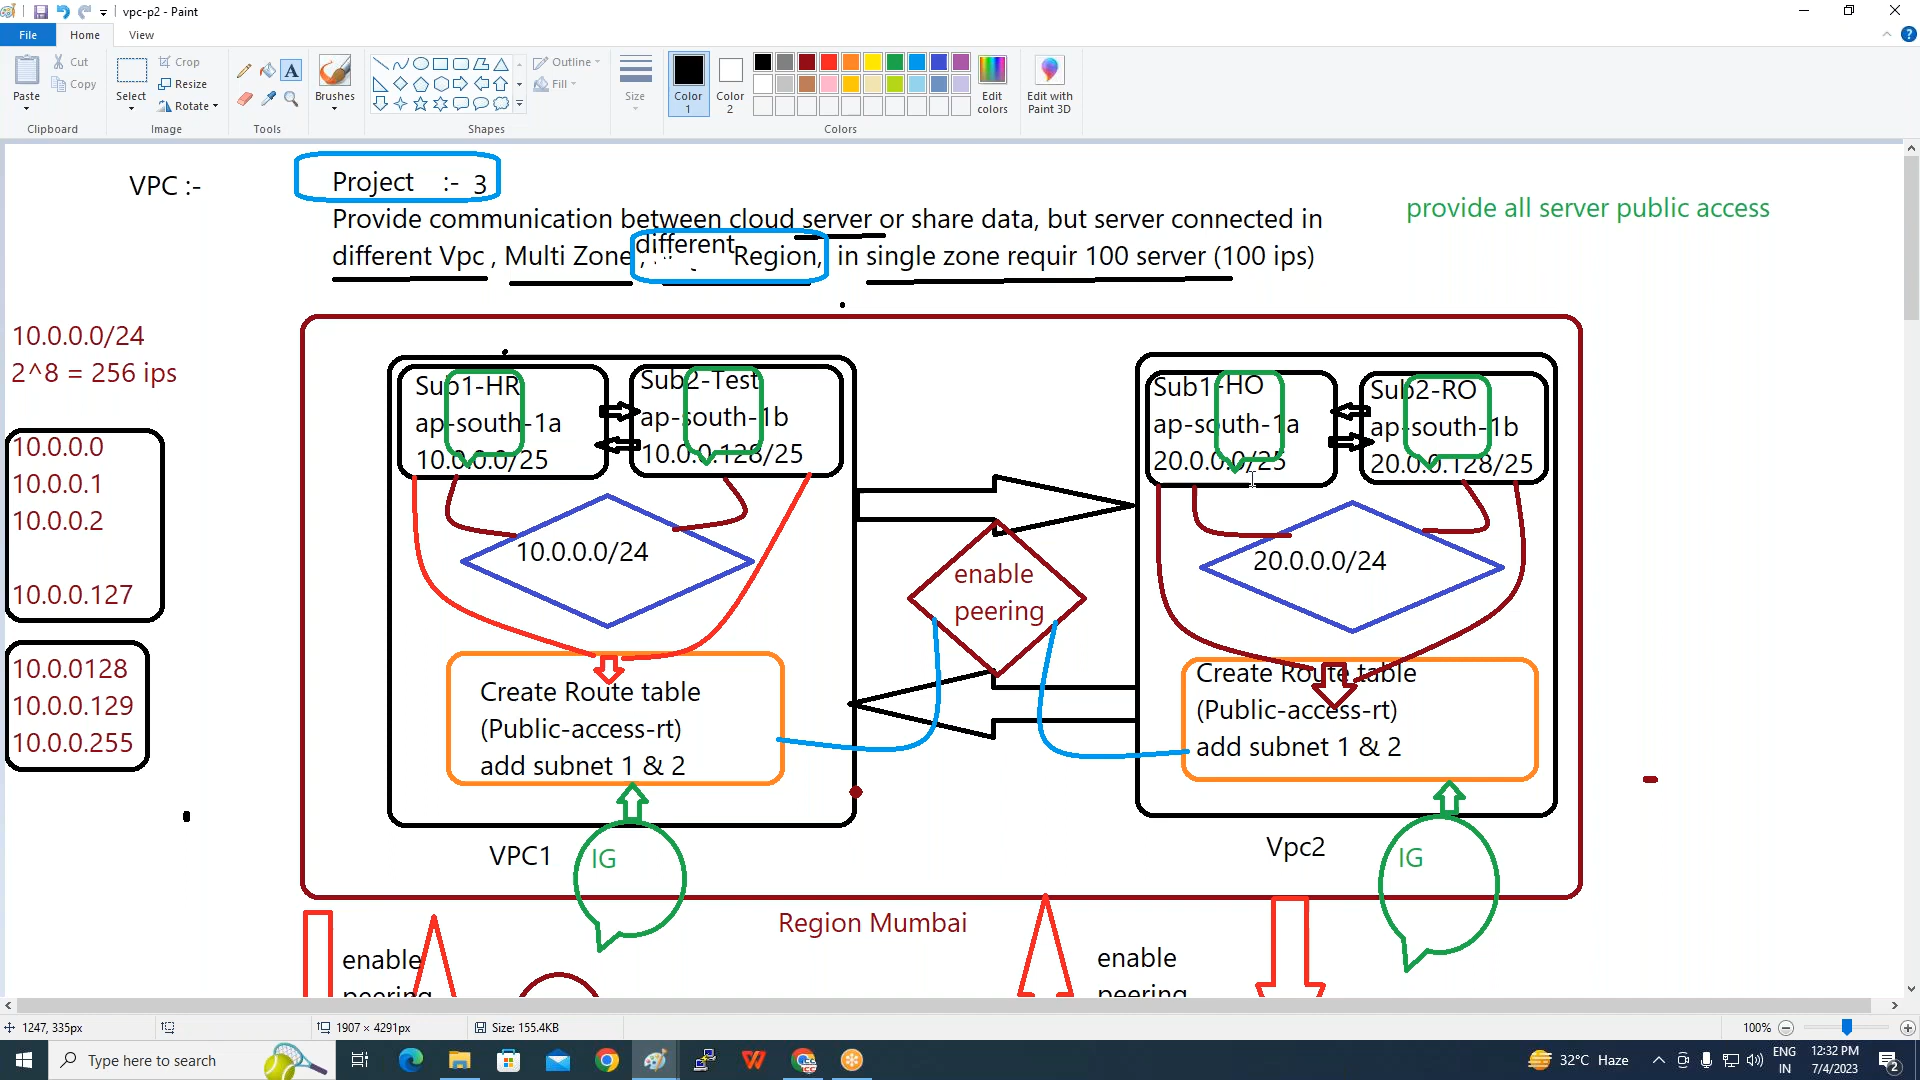 vpc-p2 - Paint
File
Home
View
Paste
Cut
Copy
Clipboard
Select
Crop
Resize
Rotate
Image
A
Tools
Brushes
Shapes
Outline
Fill
Size
Color 1
Color 2
Edit colors
Colors
Edit with Paint 3D
VPC :-
Project :- 3
Provide communication between cloud server or share data, but server connected in
different Vpc , Multi Zone , different Region, in single zone requir 100 server (100 ips)
provide all server public access
10.0.0.0/24
2^8 = 256 ips
10.0.0.0
10.0.0.1
10.0.0.2
10.0.0.127
10.0.0128
10.0.0.129
10.0.0.255
Sub1-HR
ap-south-1a
10.0.0.0/25
Sub2-Test
ap-south-1b
10.0.0.128/25
10.0.0.0/24
Create Route table
(Public-access-rt)
add subnet 1 & 2
VPC1
IG
enable
peering
Sub1-HO
ap-south-1a
20.0.0.0/25
Sub2-RO
ap-south-1b
20.0.0.128/25
20.0.0.0/24
Create Route table
(Public-access-rt)
add subnet 1 & 2
Vpc2
IG
Region Mumbai
enable
peering
enable
peering
1247, 335px
1907 × 4291px
Size: 155.4KB
100%
Type here to search
32°C Haze
ENG
IN
12:32 PM
7/4/2023
2